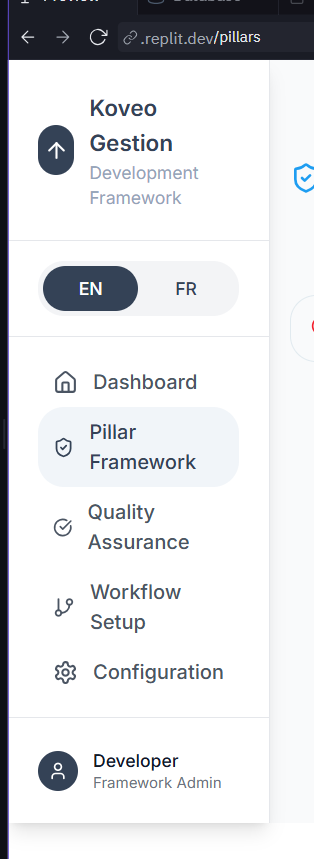 .replit.dev/pillars
Koveo
Gestion
Development
Framework
EN
FR
Dashboard
Pillar
Framework
Quality
Assurance
Workflow
Setup
Configuration
Developer
Framework Admin